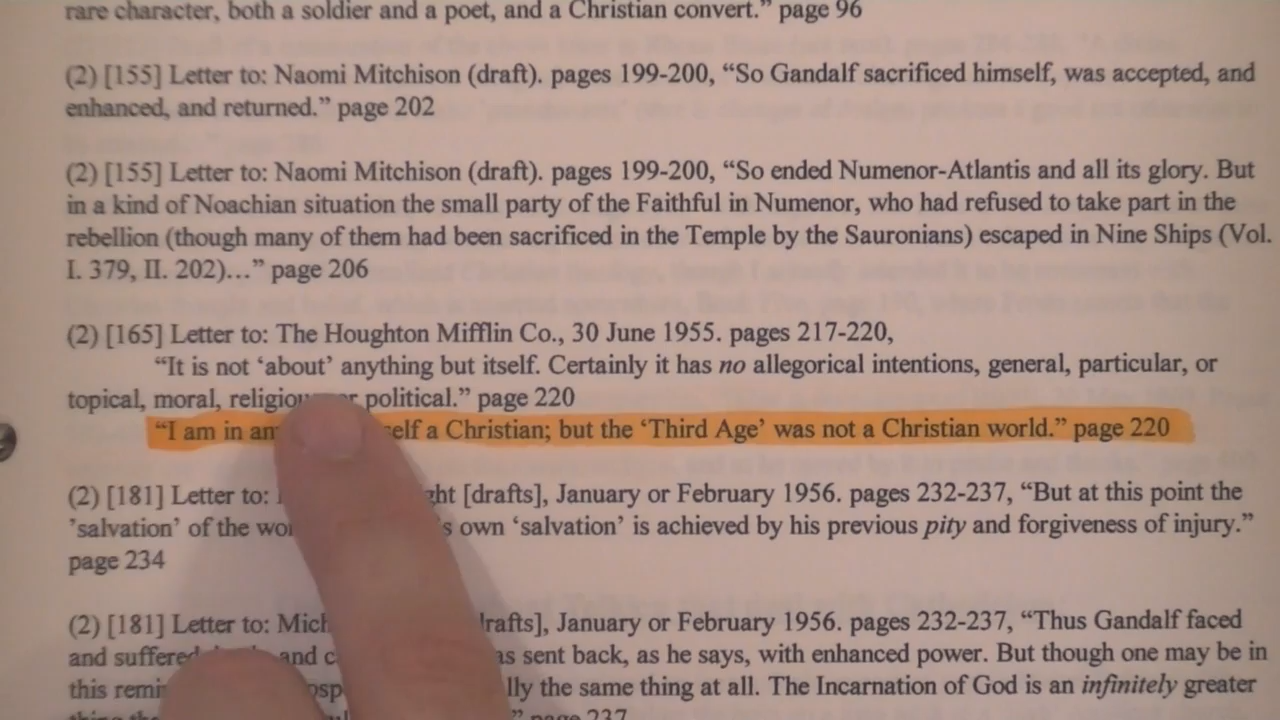 rare character, both a soldier and a poet, and a Christian convert.” page 96
(2) [155] Letter to: Naomi Mitchison (draft). pages 199-200, “So Gandalf sacrificed himself, was accepted, and
enhanced, and returned.” page 202
(2) [155] Letter to: Naomi Mitchison (draft). pages 199-200, “So ended Numenor-Atlantis and all its glory. But
in a kind of Noachian situation the small party of the Faithful in Numenor, who had refused to take part in the
rebellion (though many of them had been sacrificed in the Temple by the Sauronians) escaped in Nine Ships (Vol.
I. 379, II. 202)...” page 206
(2) [165] Letter to: The Houghton Mifflin Co., 30 June 1955. pages 217-220,
“It is not ‘about’ anything but itself. Certainly it has no allegorical intentions, general, particular, or
topical, moral, political.” page 220
“I am in a Christian; but the ‘Third Age’ was not a Christian world.” page 220
(2) [181] Letter to: [drafts], January or February 1956. pages 232-237, “But at this point the
’salvation’ of the own ‘salvation’ is achieved by his previous pity and forgiveness of injury.”
page 234
(2) [181] Letter to: January or February 1956. pages 232-237, “Thus Gandalf faced
and and sent back, as he says, with enhanced power. But though one may be in
this the same thing at all. The Incarnation of God is an infinitely greater
page 237